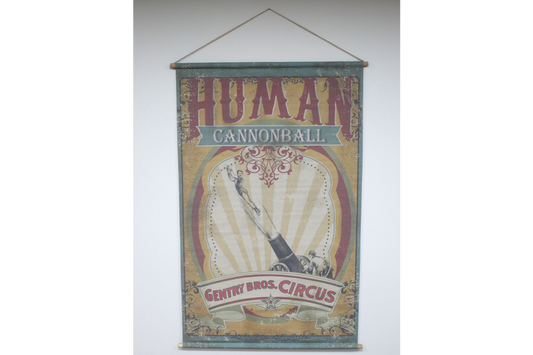 HUMAN
CANNONBALL
GENTRY BROS. CIRCUS